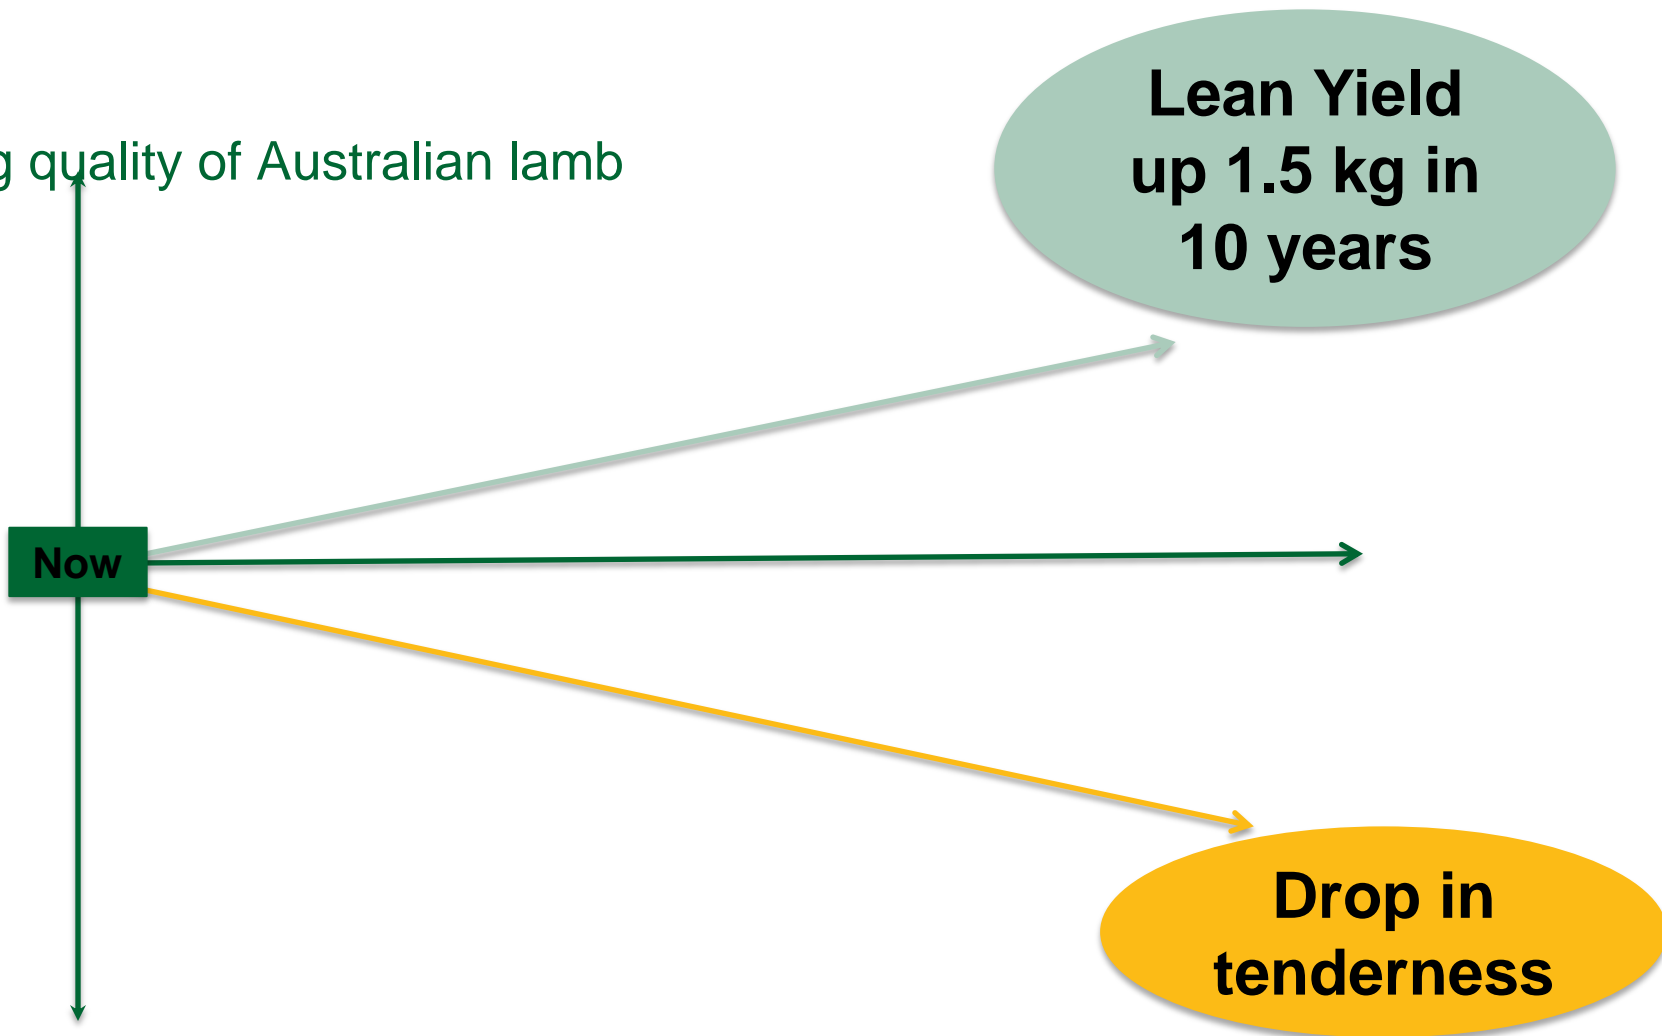 g quality of Australian lamb
Lean Yield
up 1.5 kg in
10 years
Now
Drop in
tenderness